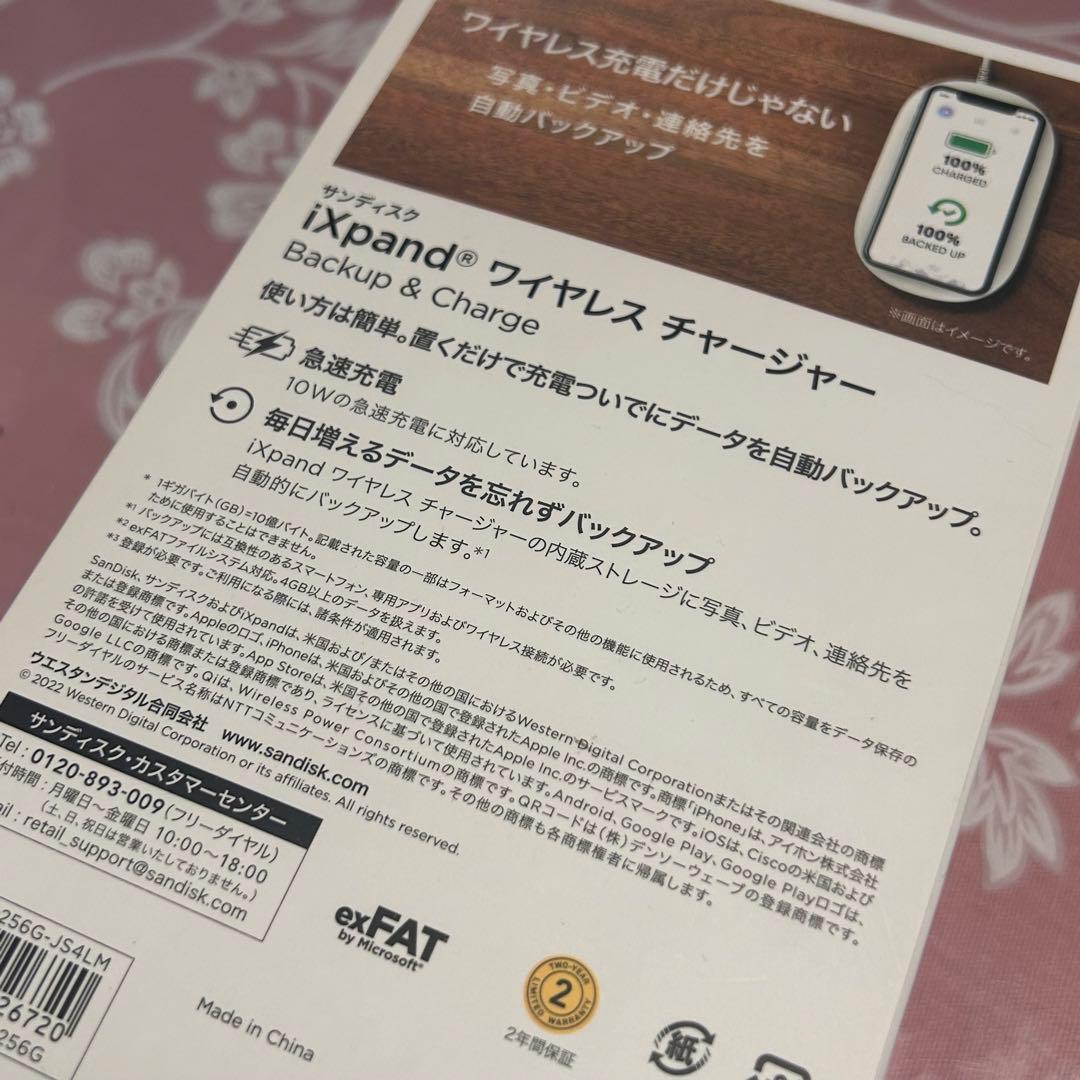 ワイヤレス充電だけじゃない
写真・ビデオ・連絡先を
自動バックアップ
100%
CHARGED
100%
BACKED UP
※画面はイメージです。
サンディスク
iXpand® ワイヤレス チャージャー
Backup & Charge
使い方は簡単。置くだけで充電ついでにデータを自動バックアップ。
急速充電
10Wの急速充電に対応しています。
毎日増えるデータを忘れずバックアップ
iXpand ワイヤレス チャージャーの内蔵ストレージに写真、ビデオ、連絡先を
自動的にバックアップします。*1
* 1ギガバイト(GB)=10億バイト。記載された容量の一部はフォーマットおよびその他の機能に使用されるため、すべての容量をデータ保存の
ために使用することはできません。
*1 バックアップには互換性のあるスマートフォン、専用アプリおよびワイヤレス接続が必要です。
*2 exFATファイルシステム対応。4GB以上のデータを扱えます。
*3 登録が必要です。ご利用になる際には、諸条件が適用されます。
SanDisk、サンディスクおよびiXpandは、米国および/またはその他の国におけるWestern Digital Corporationまたはその関連会社の商標
または登録商標です。Appleのロゴ、iPhoneは、米国およびその他の国で登録されたApple Inc.の商標です。商標「iPhone」は、アイホン株式会社
の許諾を受けて使用されています。App Storeは、米国その他の国で登録されたApple Inc.のサービスマークです。iOSは、Ciscoの米国および
その他の国における商標または登録商標であり、ライセンスに基づいて使用されています。Android、Google Play、Google Playロゴは、
Google LLCの商標です。Qiは、Wireless Power Consortiumの商標です。QRコードは(株)デンソーウェーブの登録商標です。
フリーダイヤルのサービス名称はNTTコミュニケーションズの商標です。その他の商標も各商標権者に帰属します。
ウエスタンデジタル合同会社 www.sandisk.com
© 2022 Western Digital Corporation or its affiliates. All rights reserved.
サンディスク・カスタマーセンター
Tel : 0120-893-009(フリーダイヤル)
付時間 : 月曜日～金曜日 10:00～18:00
(土、日、祝日は営業いたしておりません。)
ail : retail_support@sandisk.com
256G-JS4LM
26720
256G
exFAT
by Microsoft®
Made in China
TWO-YEAR
2
LIMITED WARRANTY
2年間保証
紙